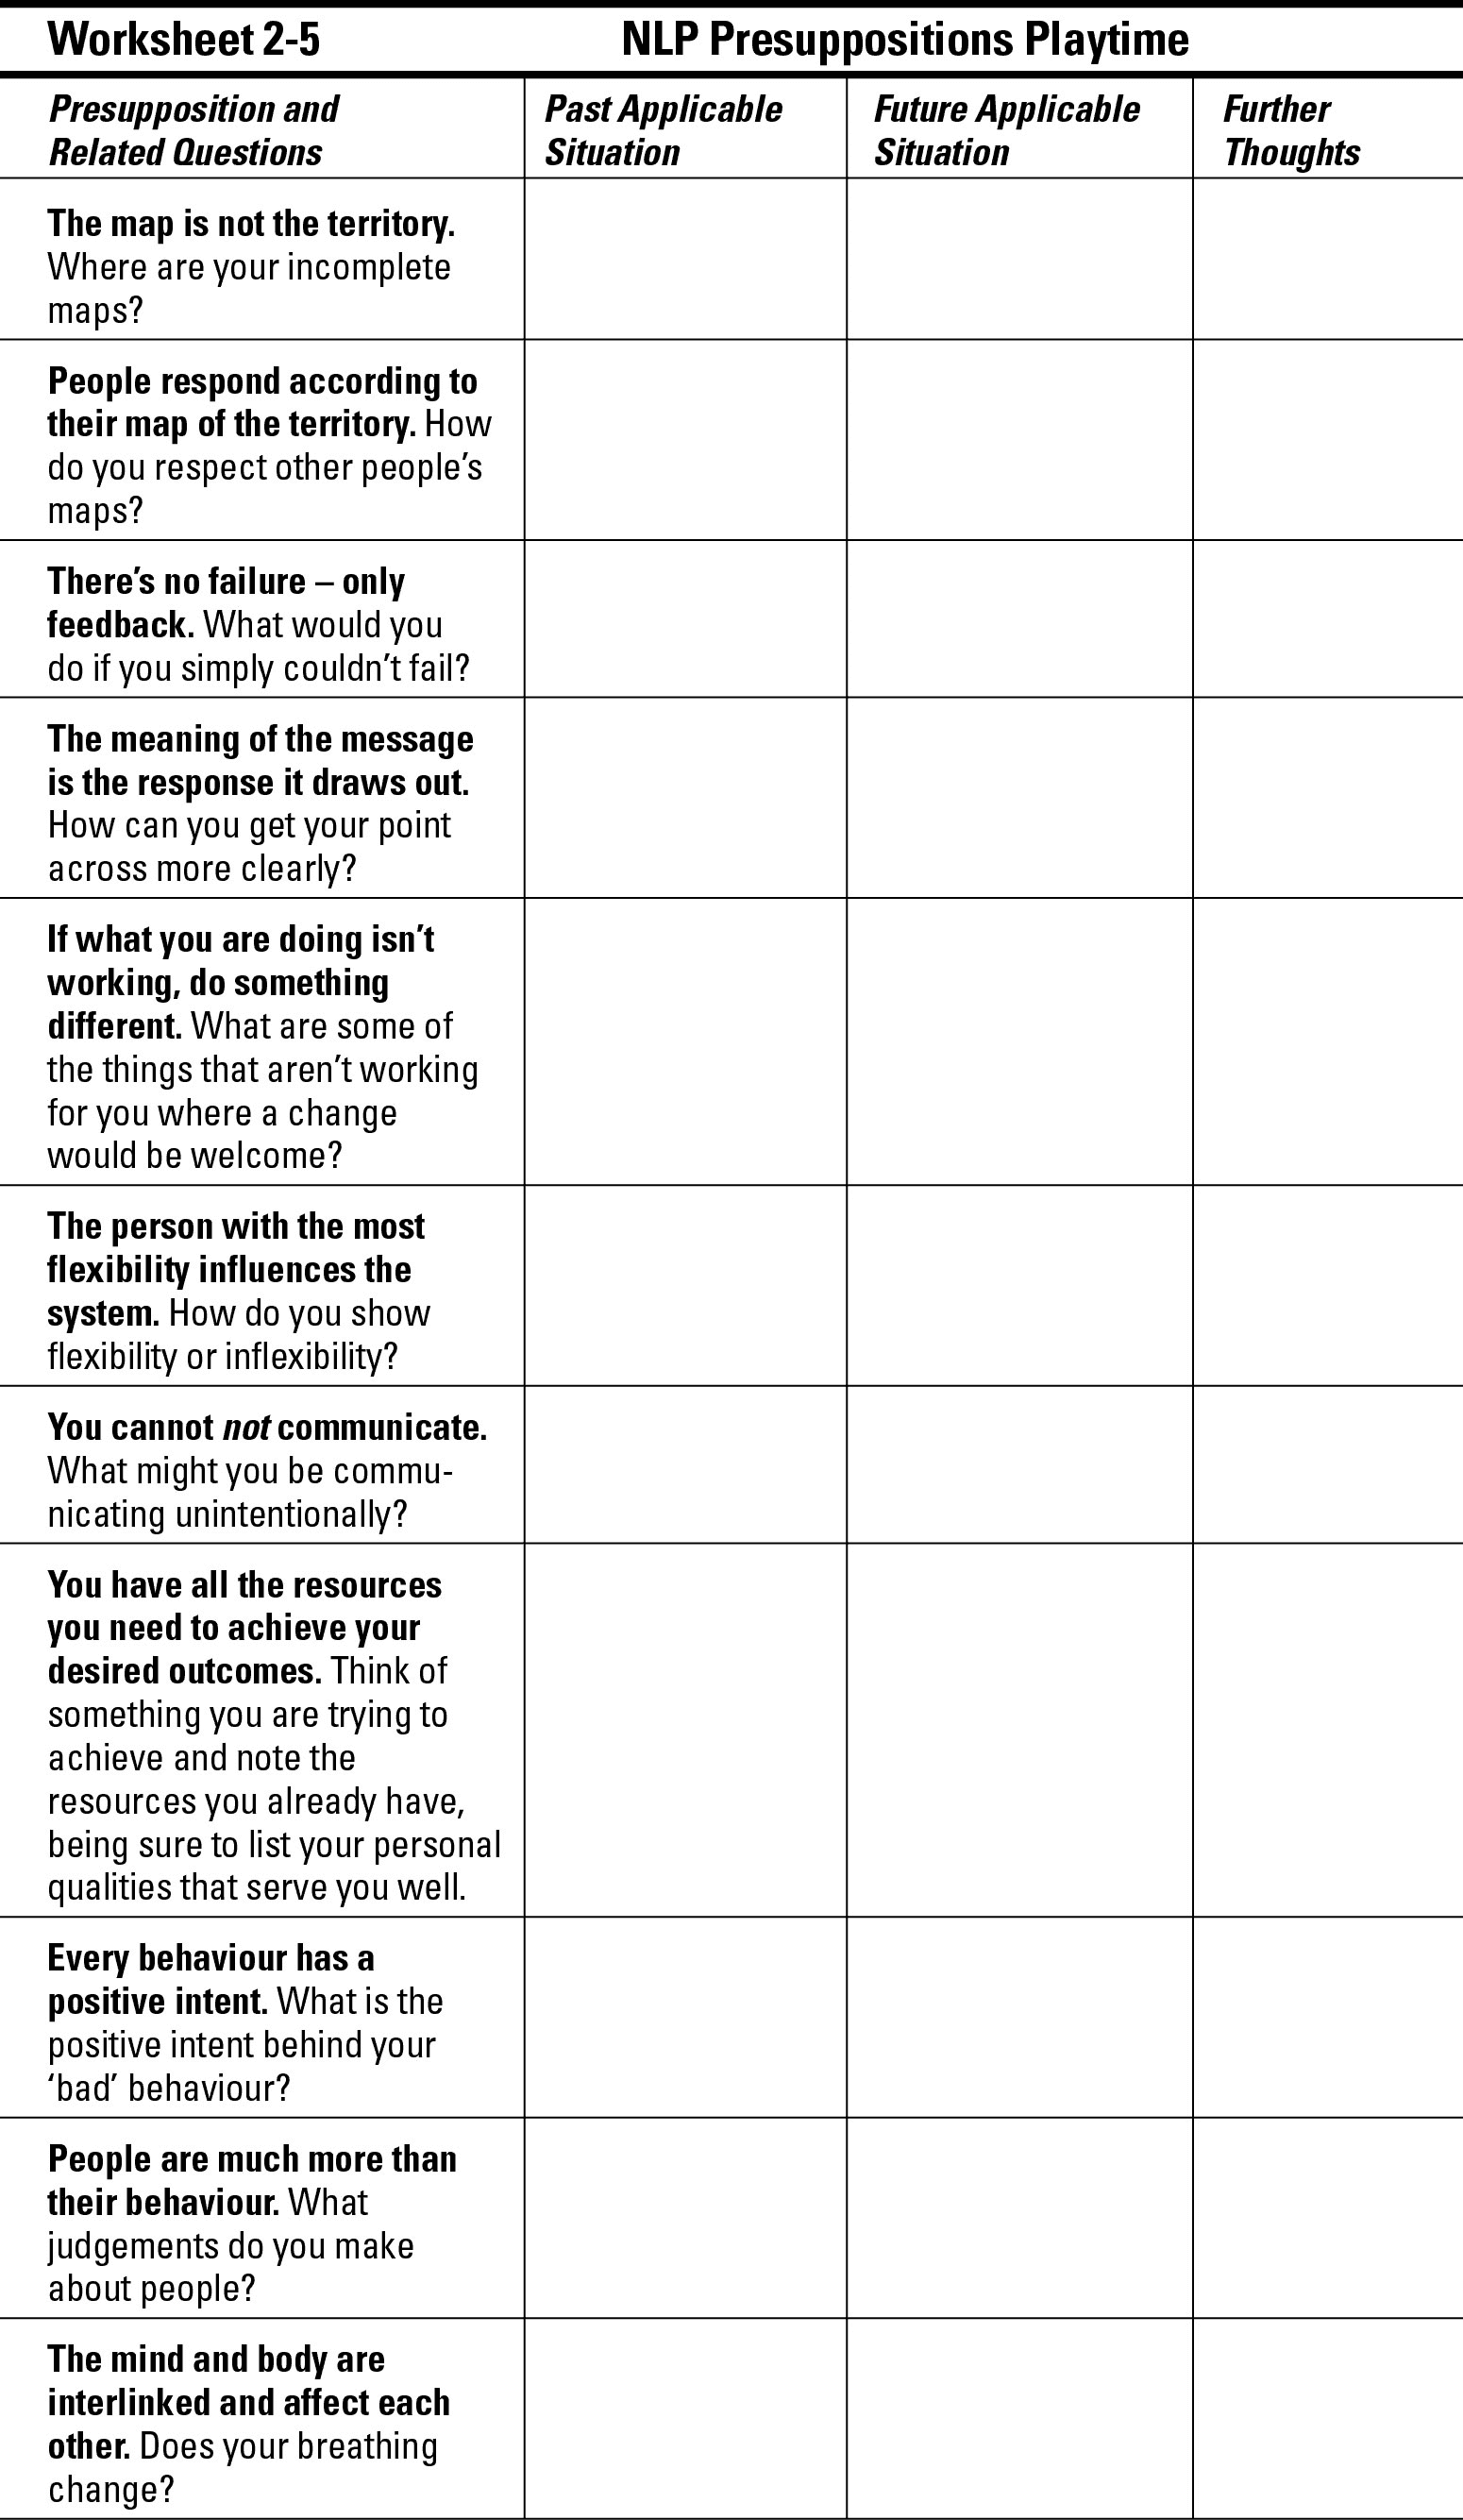 Worksheet 2-5 NLP Presuppositions Playtime
Presupposition and Related Questions Past Applicable Situation Future Applicable Situation Further Thoughts
The map is not the territory.
Where are your incomplete
maps?
People respond according to
their map of the territory. How
do you respect other people’s
maps?
There’s no failure – only
feedback. What would you
do if you simply couldn’t fail?
The meaning of the message
is the response it draws out.
How can you get your point
across more clearly?
If what you are doing isn’t
working, do something
different. What are some of
the things that aren’t working
for you where a change
would be welcome?
The person with the most
flexibility influences the
system. How do you show
flexibility or inflexibility?
You cannot not communicate.
What might you be commu-
nicating unintentionally?
You have all the resources
you need to achieve your
desired outcomes. Think of
something you are trying to
achieve and note the
resources you already have,
being sure to list your personal
qualities that serve you well.
Every behaviour has a
positive intent. What is the
positive intent behind your
‘bad’ behaviour?
People are much more than
their behaviour. What
judgements do you make
about people?
The mind and body are
interlinked and affect each
other. Does your breathing
change?